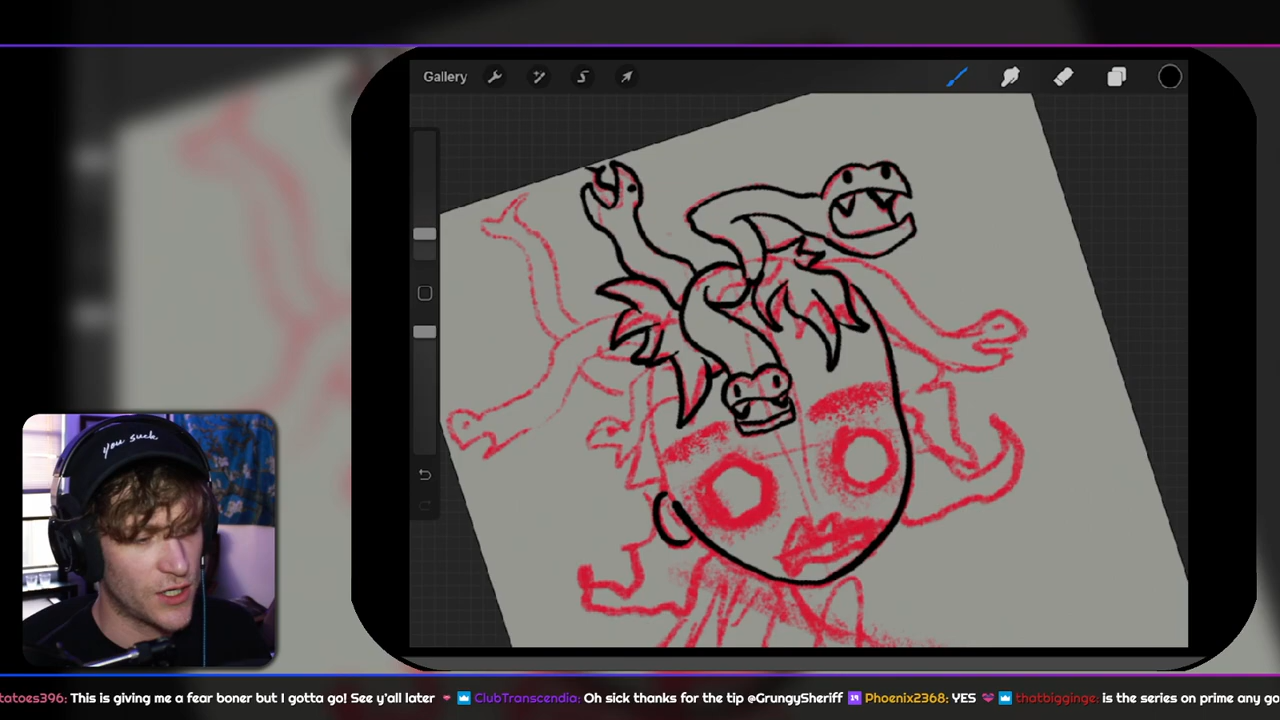 Gallery
you suck
tatoes396: This is giving me a fear boner but I gotta go! See y'all later ClubTranscendia: Oh sick thanks for the tip @GrungySheriff Phoenix2368: YES thatbigginge: is the series on prime any go